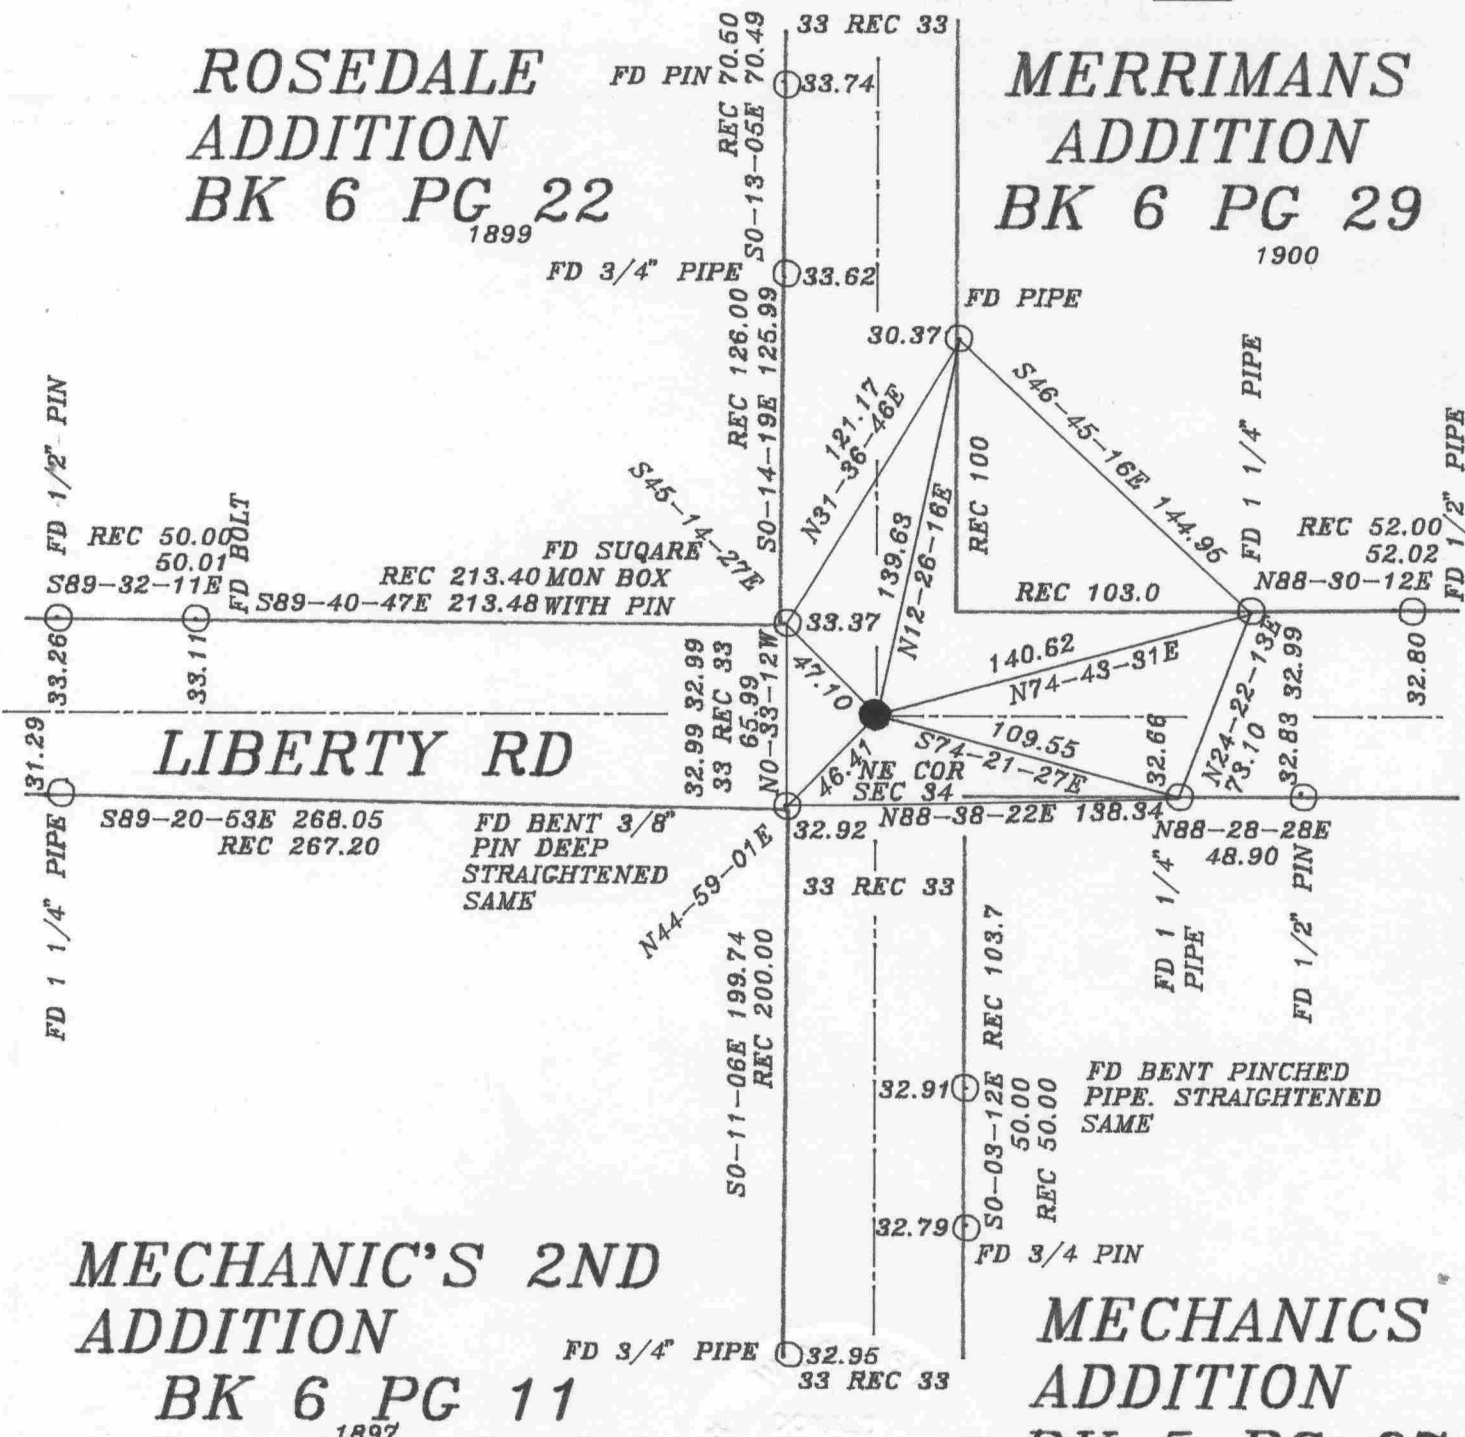 33 REC 33
ROSEDALE
ADDITION
BK 6 PG 22
1899
MERRIMANS
ADDITION
BK 6 PG 29
1900
FD PIN
33.74
REC 70.50
S0-13-05E 70.49
FD 3/4" PIPE
33.62
REC 126.00
S0-14-19E 125.99
FD PIPE
30.37
121.17
N31-36-46E
139.63
N12-26-16E
REC 100
S46-45-16E 144.95
FD 1 1/4" PIPE
FD 1/2" PIPE
FD 1/2" PIN
REC 50.00
50.01
S89-32-11E
FD BOLT
S45-14-27E
FD SUQARE
REC 213.40 MON BOX
S89-40-47E 213.48 WITH PIN
33.37
REC 103.0
REC 52.00
52.02
N88-30-12E
33.26
33.11
32.99 32.99
33 REC 33
65.99
N0-33-12W
47.10
140.62
N74-43-31E
N24-22-13E
73.10
32.83 32.99
32.80
31.29
LIBERTY RD
46.41
NE COR
SEC 34
109.55
S74-21-27E
32.66
S89-20-53E 268.05
REC 267.20
FD BENT 3/8"
PIN DEEP
STRAIGHTENED
SAME
32.92
N88-38-22E 138.34
N88-28-28E
48.90
FD 1 1/4" PIPE
N44-59-01E
33 REC 33
FD 1 1/4"
PIPE
FD 1/2" PIN
S0-11-06E 199.74
REC 200.00
S0-03-12E REC 103.7
50.00
REC 50.00
32.91
FD BENT PINCHED
PIPE. STRAIGHTENED
SAME
32.79
FD 3/4 PIN
MECHANIC'S 2ND
ADDITION
BK 6 PG 11
1897
FD 3/4" PIPE
32.95
33 REC 33
MECHANICS
ADDITION